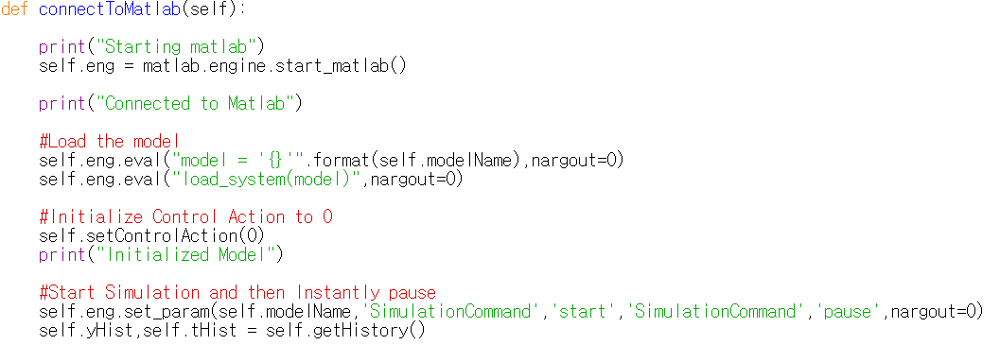 def connectToMatlab(self):
print("Starting matlab")
self.eng = matlab.engine.start_matlab()
print("Connected to Matlab")
#Load the model
self.eng.eval("model = '{}'".format(self.modelName),nargout=0)
self.eng.eval("load_system(model)",nargout=0)
#Initialize Control Action to 0
self.setControlAction(0)
print("Initialized Model")
#Start Simulation and then Instantly pause
self.eng.set_param(self.modelName,'SimulationCommand','start','SimulationCommand','pause',nargout=0)
self.yHist,self.tHist = self.getHistory()